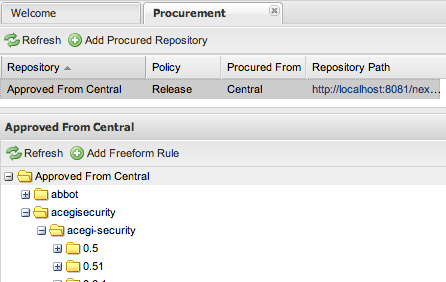 Welcome Procurement
Refresh Add Procured Repository
Repository Policy Procured From Repository Path
Approved From Central Release Central http://localhost:8081/nex...
Approved From Central
Refresh Add Freeform Rule
Approved From Central
abbot
acegisecurity
acegi-security
0.5
0.51